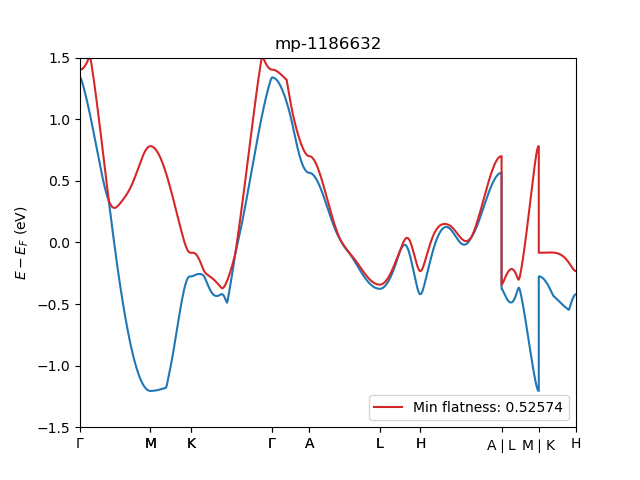 mp-1186632
1.5
1.0
0.5
0.0
−0.5
−1.0
−1.5
E − E_F (eV)
Min flatness: 0.52574
Γ M K Γ A L H A | L M | K H